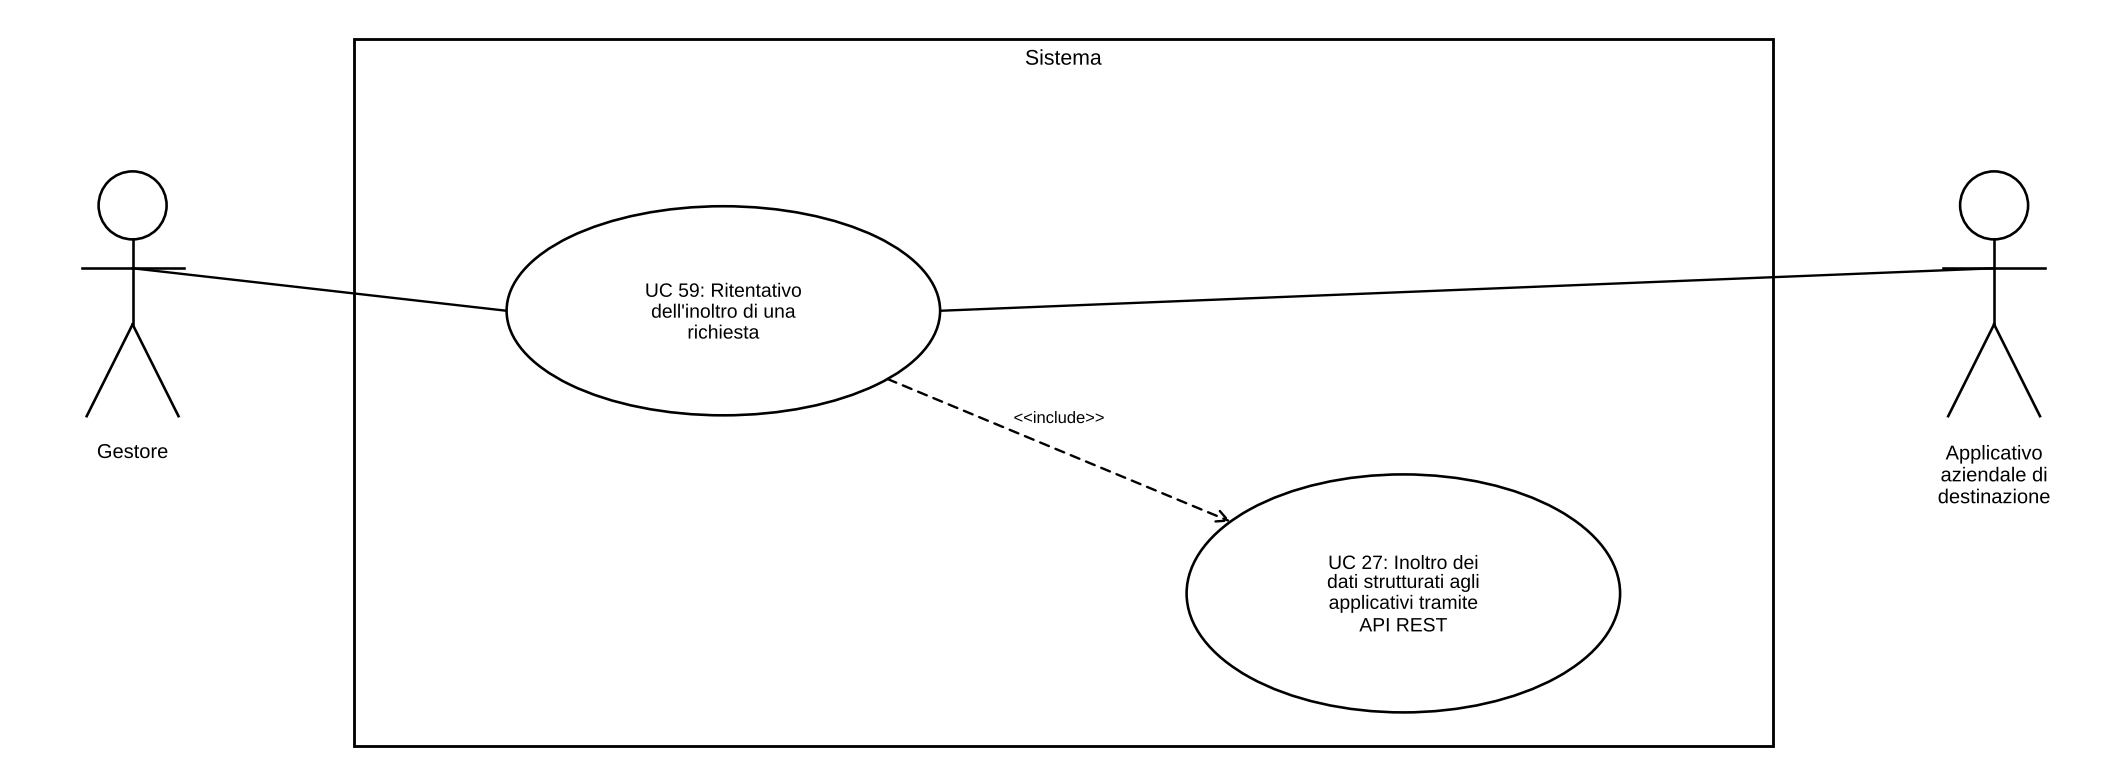 Sistema
UC 59: Ritentativo
dell'inoltro di una
richiesta
<<include>>
Gestore
Applicativo
aziendale di
destinazione
UC 27: Inoltro dei
dati strutturati agli
applicativi tramite
API REST